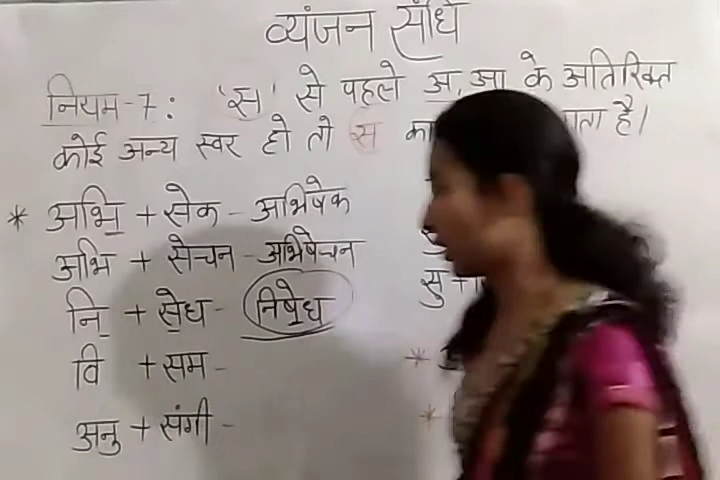 व्यंजन संधि
नियम-7: 'स' से पहले अ, आ के अतिरिक्त
कोई अन्य स्वर हो तो स का है।
* अभि + सेक - अभिषेक
अभि + सेचन - अभिषेचन
नि + सेध - निषेध
सु +
वि + सम -
*
अनु + संगी -
*